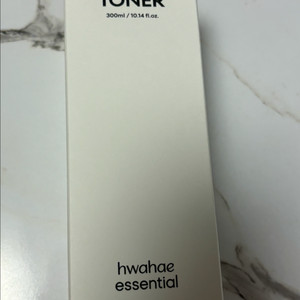 TONER
300ml / 10.14 fl.oz.
hwahae
essential